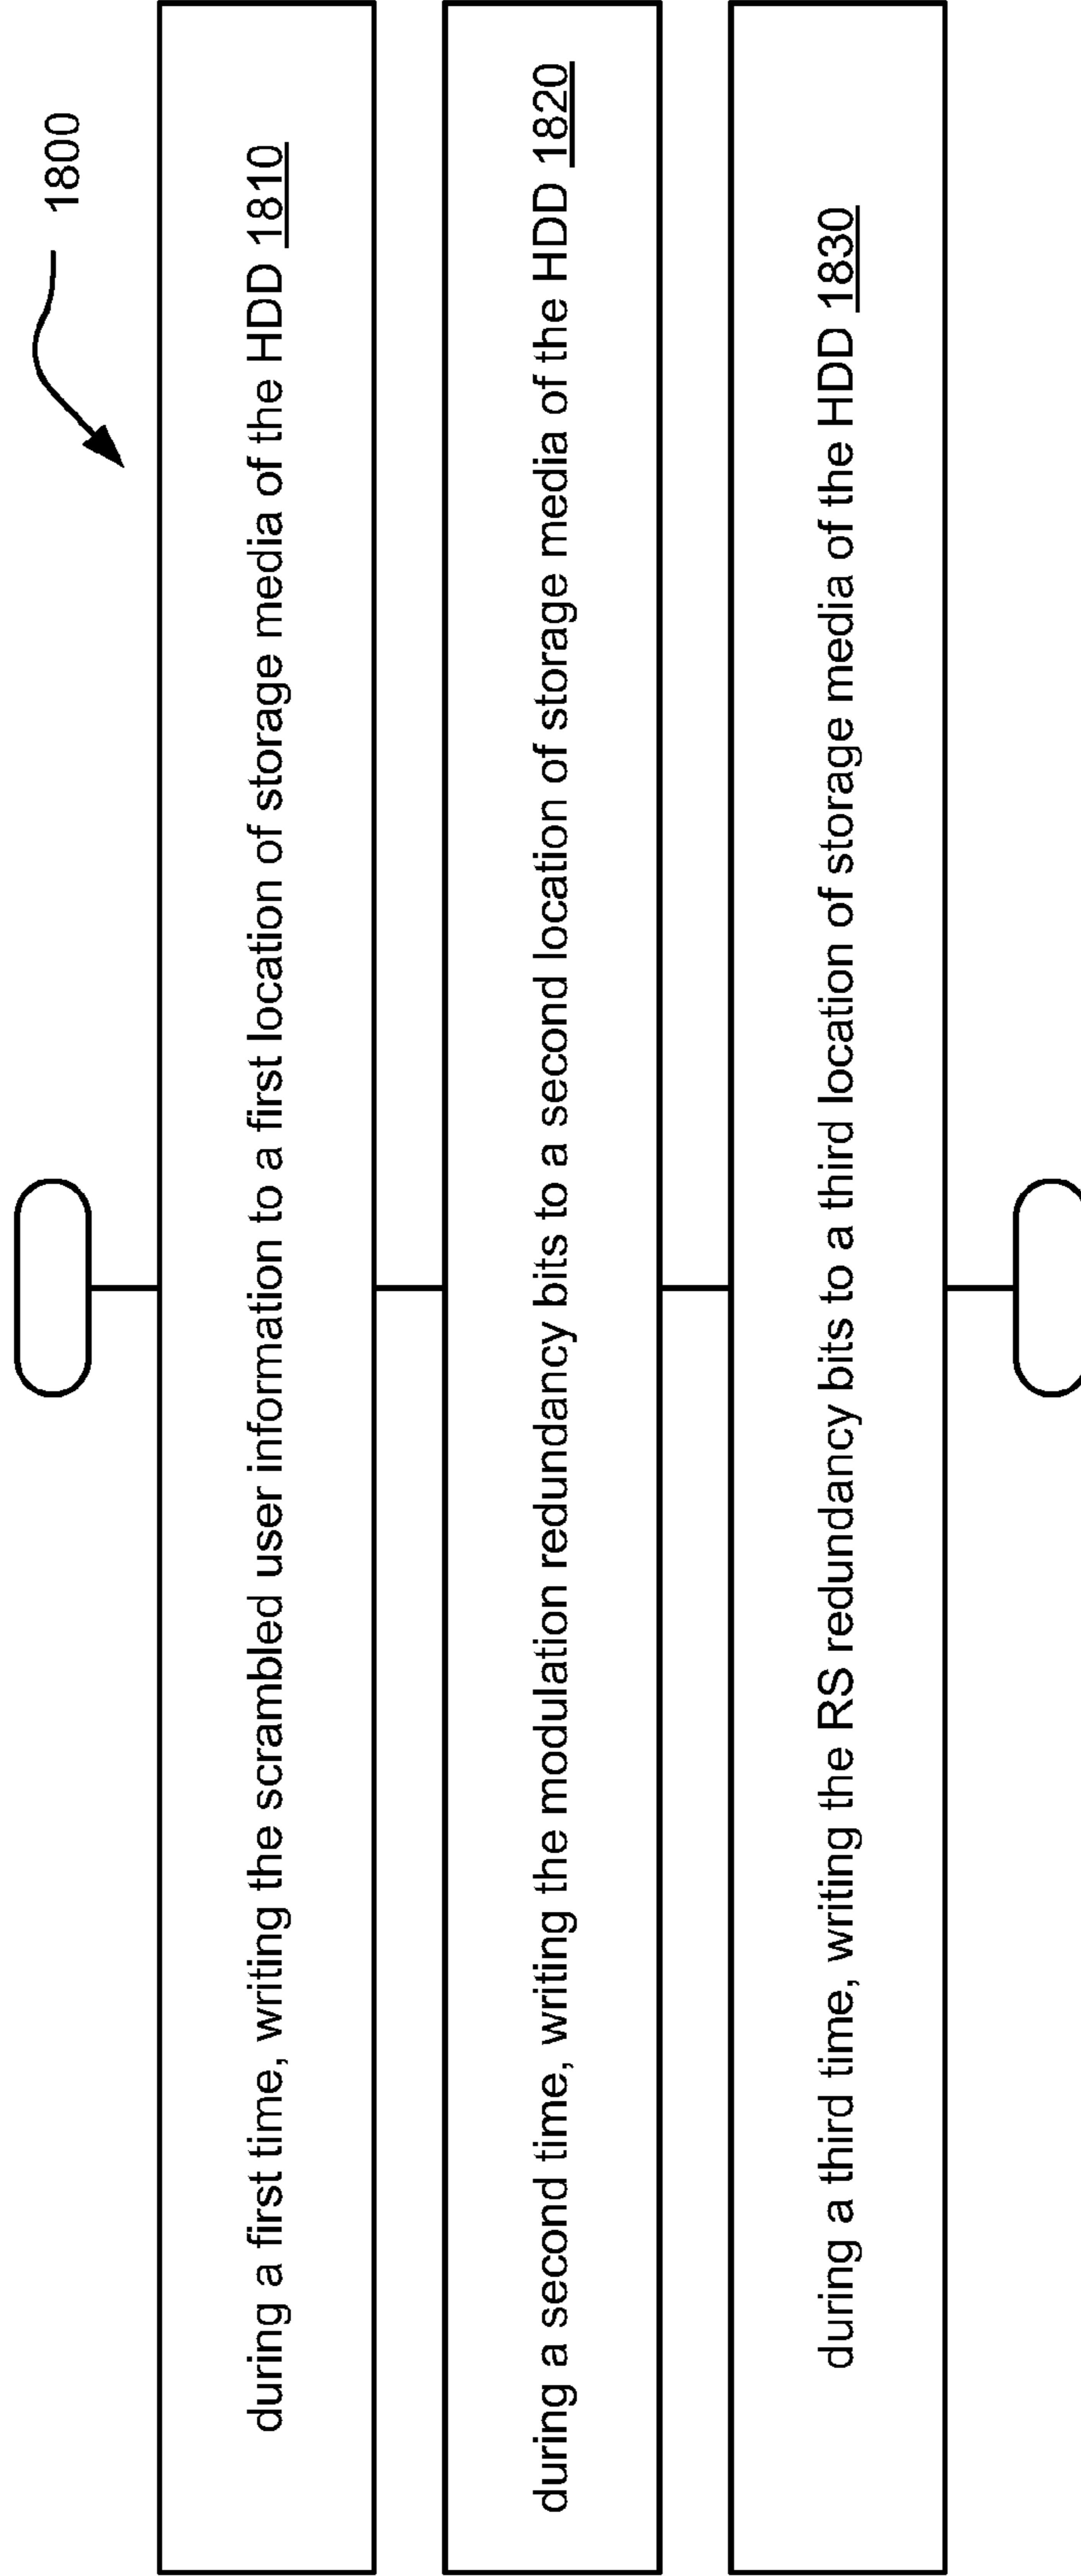 1800
during a first time, writing the scrambled user information to a first location of storage media of the HDD 1810
during a second time, writing the modulation redundancy bits to a second location of storage media of the HDD 1820
during a third time, writing the RS redundancy bits to a third location of storage media of the HDD 1830